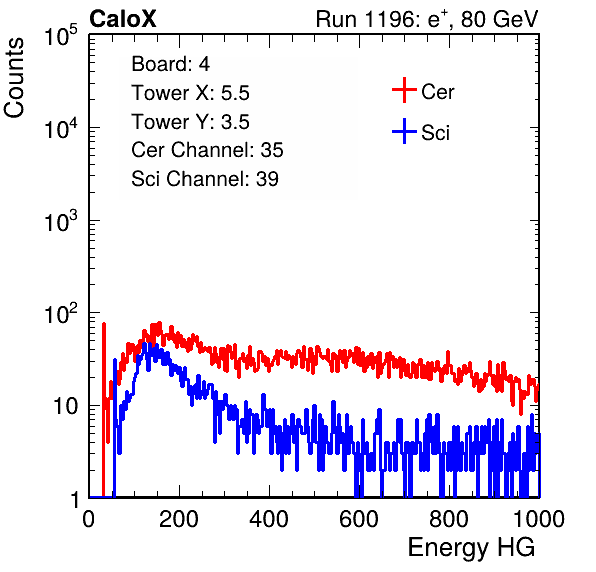 CaloX Run 1196: e⁺, 80 GeV
Counts
Board: 4
Tower X: 5.5
Tower Y: 3.5
Cer Channel: 35
Sci Channel: 39
Cer
Sci
10⁵
10⁴
10³
10²
10
1
0 200 400 600 800 1000
Energy HG